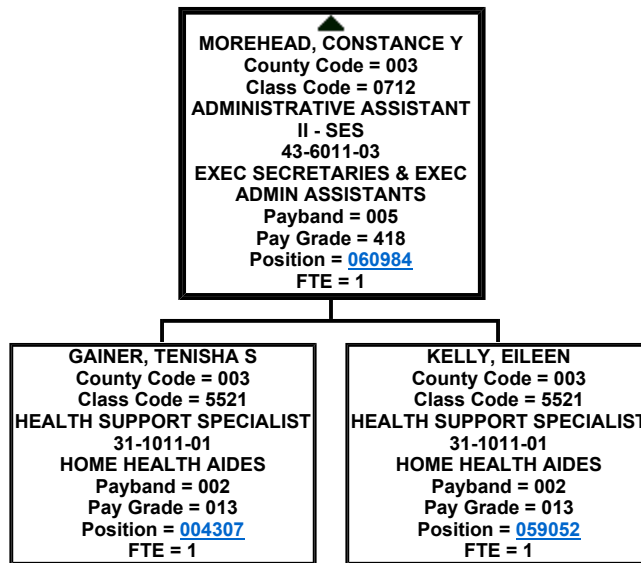 MOREHEAD, CONSTANCE Y
County Code = 003
Class Code = 0712
ADMINISTRATIVE ASSISTANT
II - SES
43-6011-03
EXEC SECRETARIES & EXEC
ADMIN ASSISTANTS
Payband = 005
Pay Grade = 418
Position = 060984
FTE = 1
GAINER, TENISHA S
County Code = 003
Class Code = 5521
HEALTH SUPPORT SPECIALIST
31-1011-01
HOME HEALTH AIDES
Payband = 002
Pay Grade = 013
Position = 004307
FTE = 1
KELLY, EILEEN
County Code = 003
Class Code = 5521
HEALTH SUPPORT SPECIALIST
31-1011-01
HOME HEALTH AIDES
Payband = 002
Pay Grade = 013
Position = 059052
FTE = 1